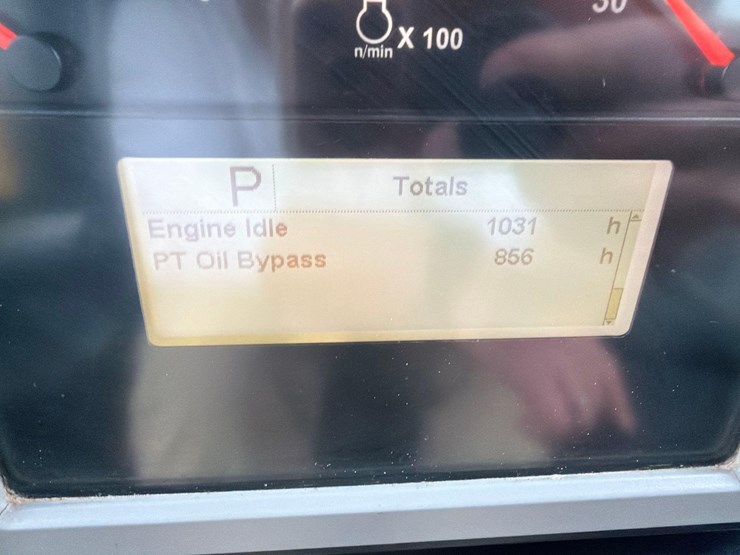 n/min X 100
30
P Totals
Engine Idle 1031 h
PT Oil Bypass 856 h